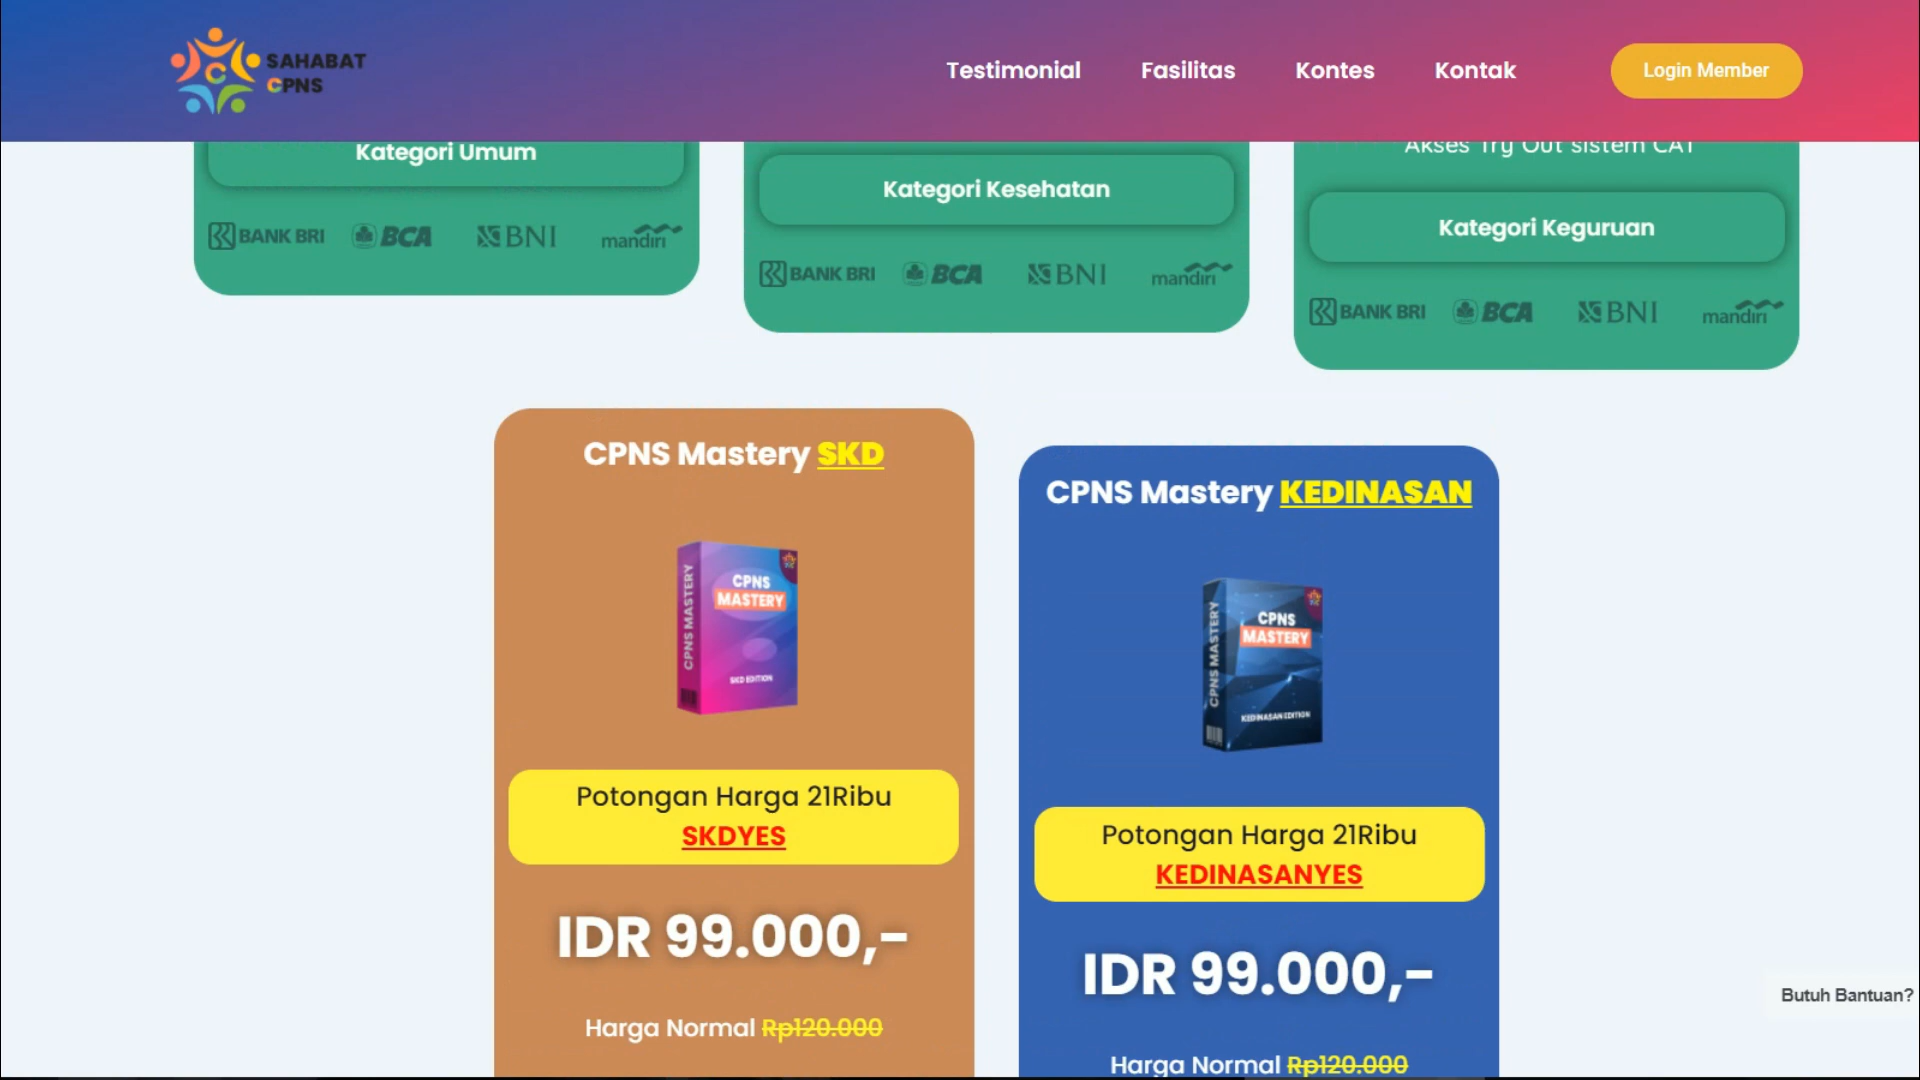 SAHABAT
CPNS
Testimonial
Fasilitas
Kontes
Kontak
Login Member
Kategori Umum
BANK BRI
BCA
BNI
mandiri
Kategori Kesehatan
BANK BRI
BCA
BNI
mandiri
Akses Try Out sistem CAT
Kategori Keguruan
BANK BRI
BCA
BNI
mandiri
CPNS Mastery SKD
CPNS MASTERY
CPNS
MASTERY
SKD EDITION
Potongan Harga 21Ribu
SKDYES
IDR 99.000,-
Harga Normal Rp120.000
CPNS Mastery KEDINASAN
CPNS MASTERY
CPNS
MASTERY
KEDINASAN EDITION
Potongan Harga 21Ribu
KEDINASANYES
IDR 99.000,-
Harga Normal Rp120.000
Butuh Bantuan?